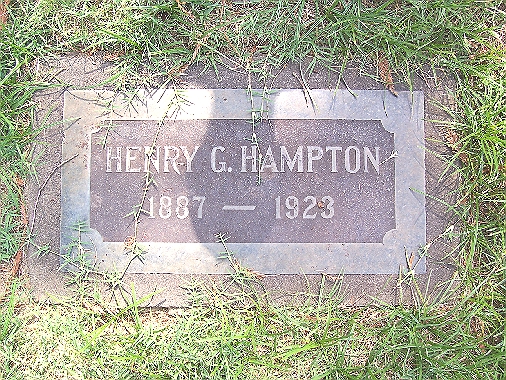 HENRY G. HAMPTON
1887 — 1923